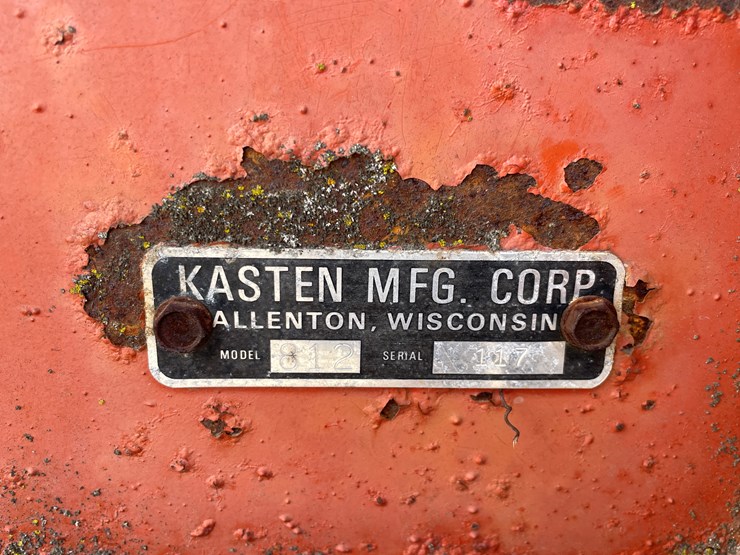 KASTEN MFG. CORP
ALLENTON, WISCONSIN
MODEL 812 SERIAL 117